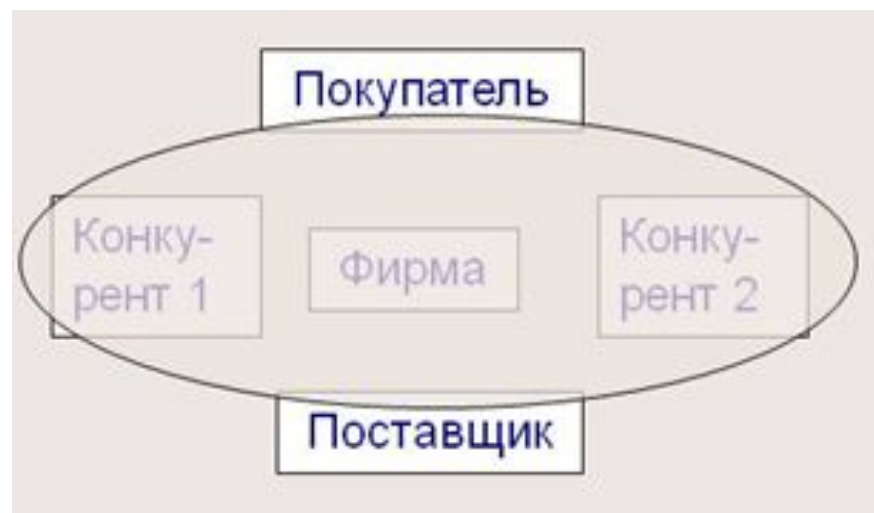 Покупатель
Конку-
рент 1
Фирма
Конку-
рент 2
Поставщик